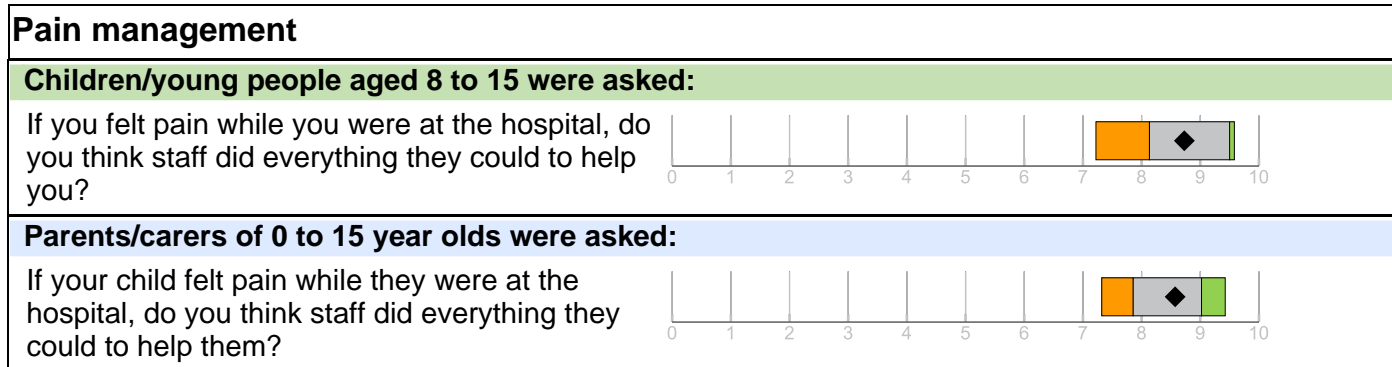 Pain management
Children/young people aged 8 to 15 were asked:
If you felt pain while you were at the hospital, do
you think staff did everything they could to help
you?
0 1 2 3 4 5 6 7 8 9 10
Parents/carers of 0 to 15 year olds were asked:
If your child felt pain while they were at the
hospital, do you think staff did everything they
could to help them?
0 1 2 3 4 5 6 7 8 9 10